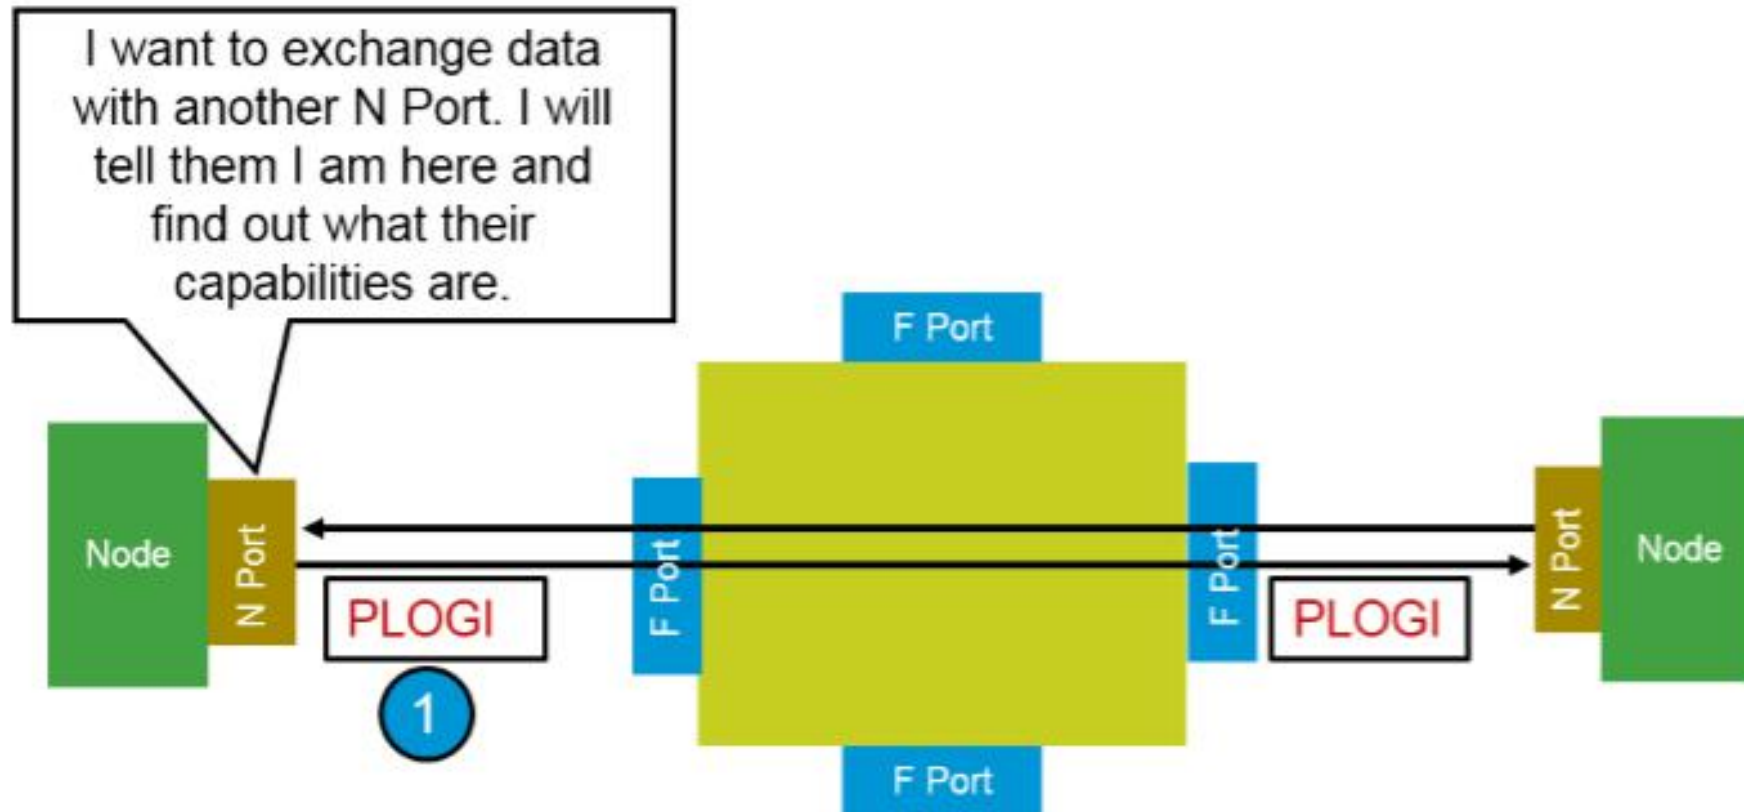 I want to exchange data
with another N Port. I will
tell them I am here and
find out what their
capabilities are.
F Port
Node
N Port
PLOGI
1
F Port
F Port
PLOGI
N Port
Node
F Port